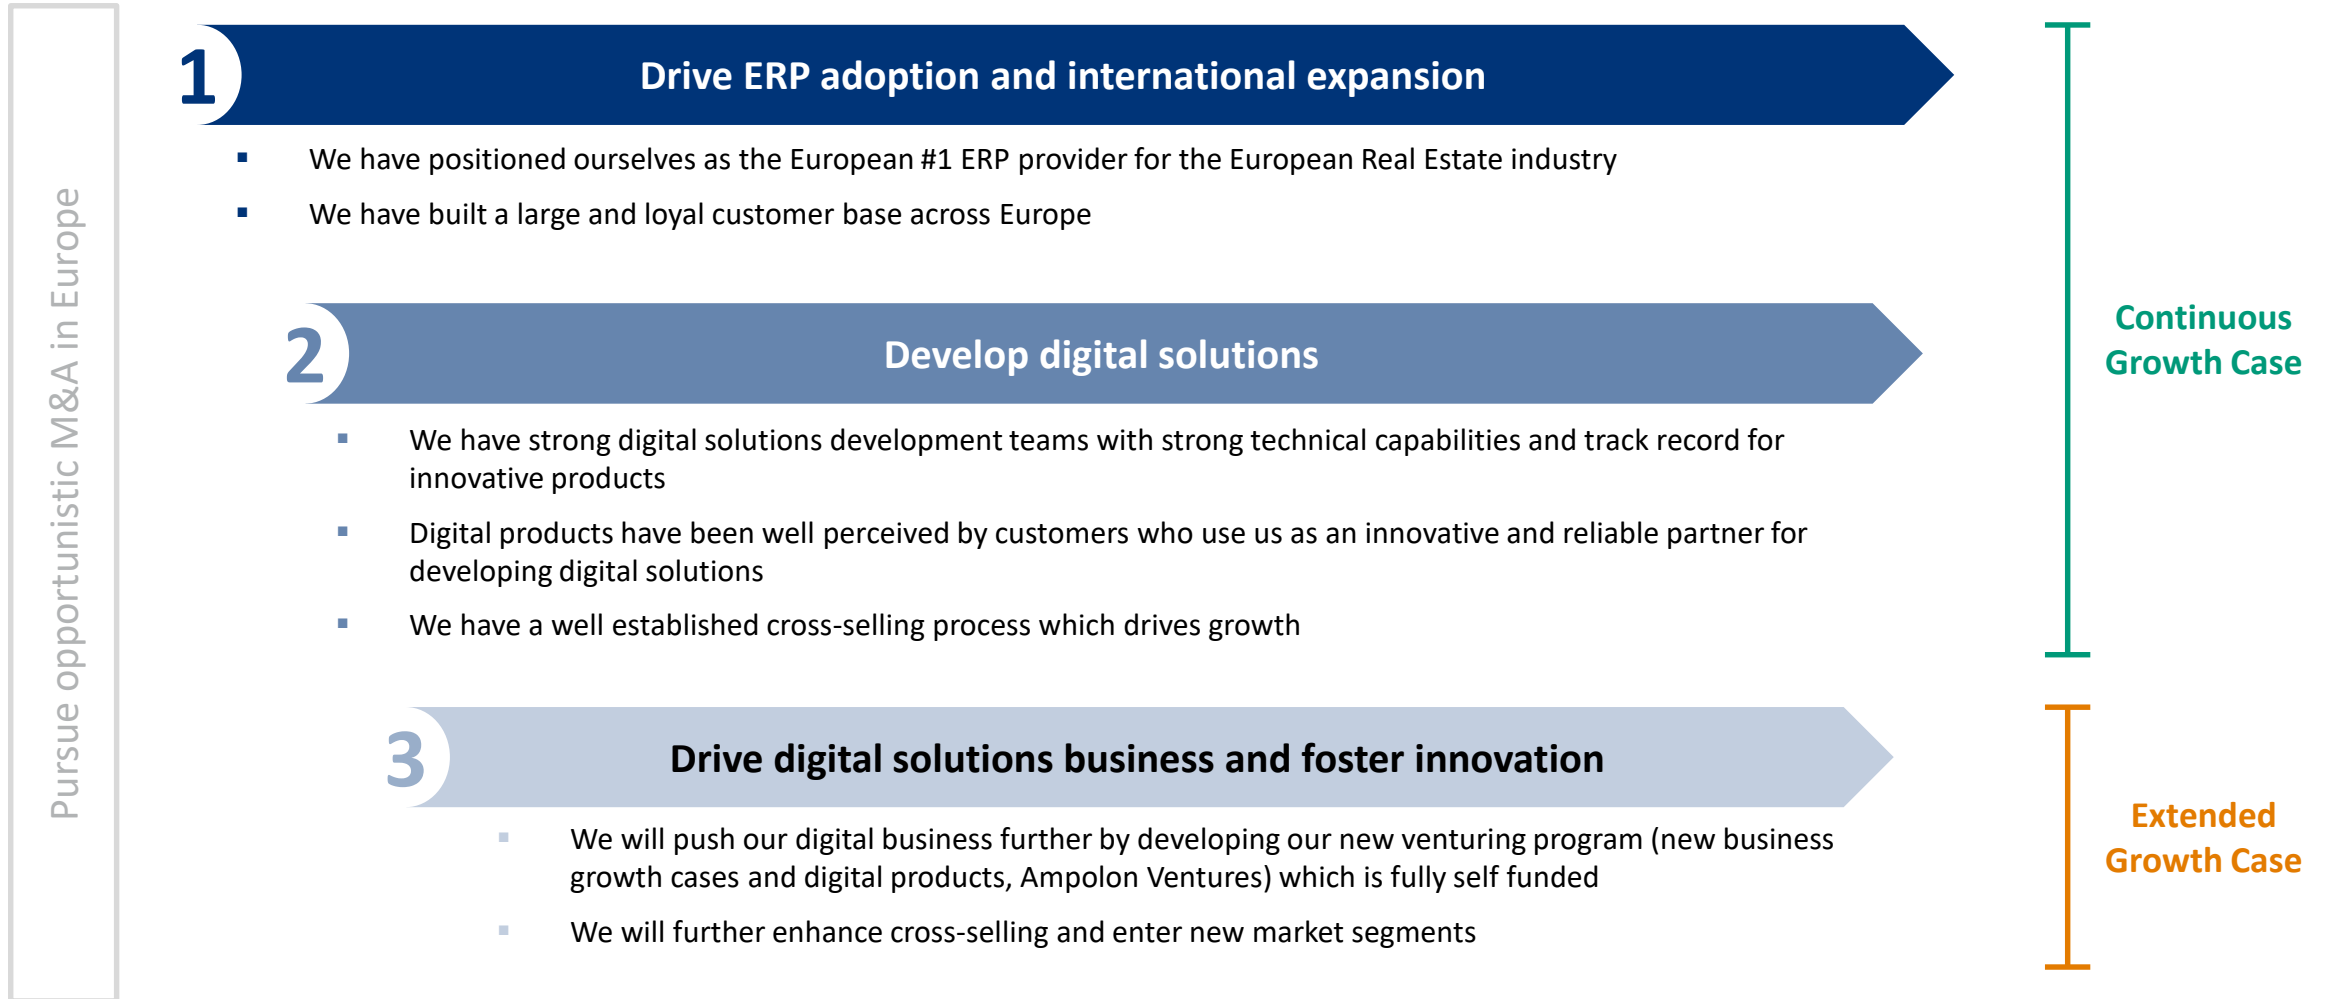 Pursue opportunistic M&A in Europe
1
Drive ERP adoption and international expansion
▪ We have positioned ourselves as the European #1 ERP provider for the European Real Estate industry
▪ We have built a large and loyal customer base across Europe
2
Develop digital solutions
▪ We have strong digital solutions development teams with strong technical capabilities and track record for
innovative products
▪ Digital products have been well perceived by customers who use us as an innovative and reliable partner for
developing digital solutions
▪ We have a well established cross-selling process which drives growth
Continuous
Growth Case
3
Drive digital solutions business and foster innovation
▪ We will push our digital business further by developing our new venturing program (new business
growth cases and digital products, Ampolon Ventures) which is fully self funded
▪ We will further enhance cross-selling and enter new market segments
Extended
Growth Case